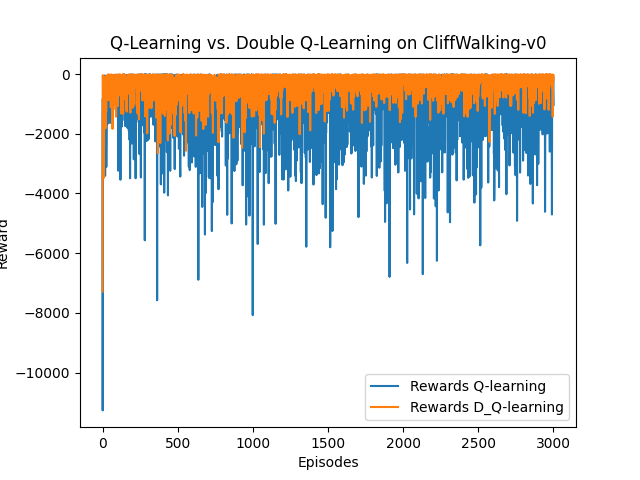 Q-Learning vs. Double Q-Learning on CliffWalking-v0
0
−2000
−4000
−6000
−8000
−10000
Reward
0
500
1000
1500
2000
2500
3000
Episodes
Rewards Q-learning
Rewards D_Q-learning